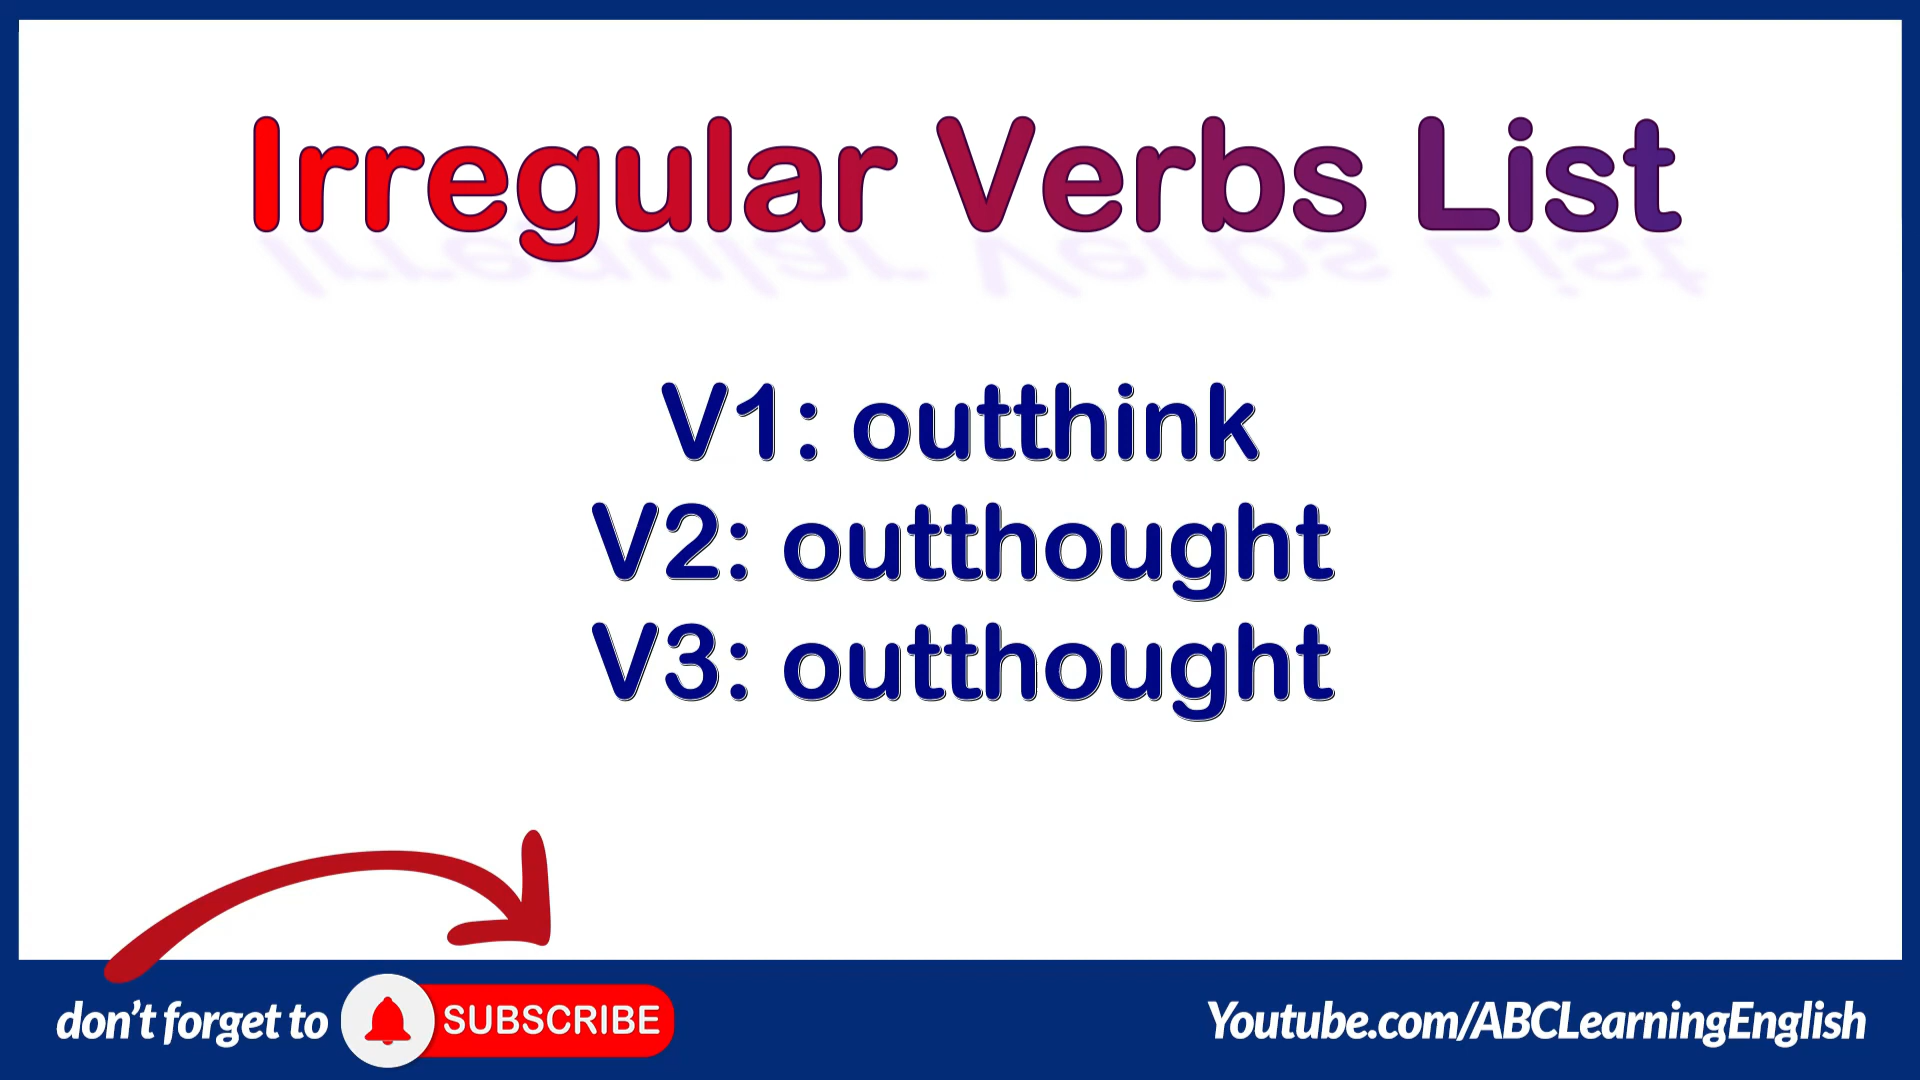 Irregular Verbs List
V1: outthink
V2: outthought
V3: outthought
don't forget to SUBSCRIBE
Youtube.com/ABCLearningEnglish